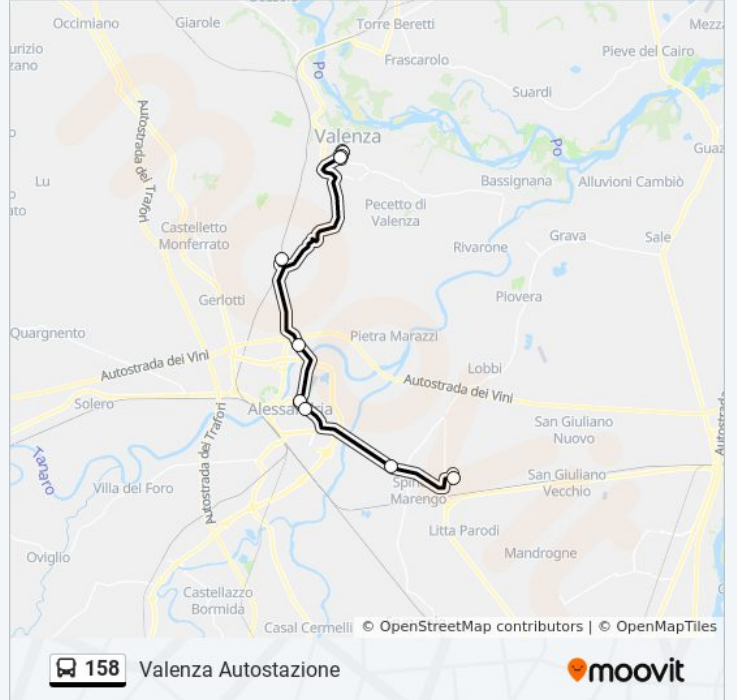 Occimiano
Giarole
Torre Beretti
Mezza
Frascarolo
Pieve del Cairo
Po
Suardi
Autostrada dei Trafori
Valenza
Po
Guaz
Lu
Bassignana
Alluvioni Cambiò
Pecetto di
Valenza
Castelletto
Monferrato
Grava
Sale
Rivarone
Gerlotti
Piovera
Quargnento
Pietra Marazzi
Autostrada dei Vini
Lobbi
Autostrada dei Vini
Solero
Autostrada
San Giuliano
Nuovo
Autostrada dei Trafori
Tanaro
Villa del Foro
Marengo
San Giuliano
Vecchio
Litta Parodi
Mandrogne
Oviglio
Castellazzo
Bormida
Casal Cermelli
© OpenStreetMap contributors | © OpenMapTiles
158 Valenza Autostazione
moovit